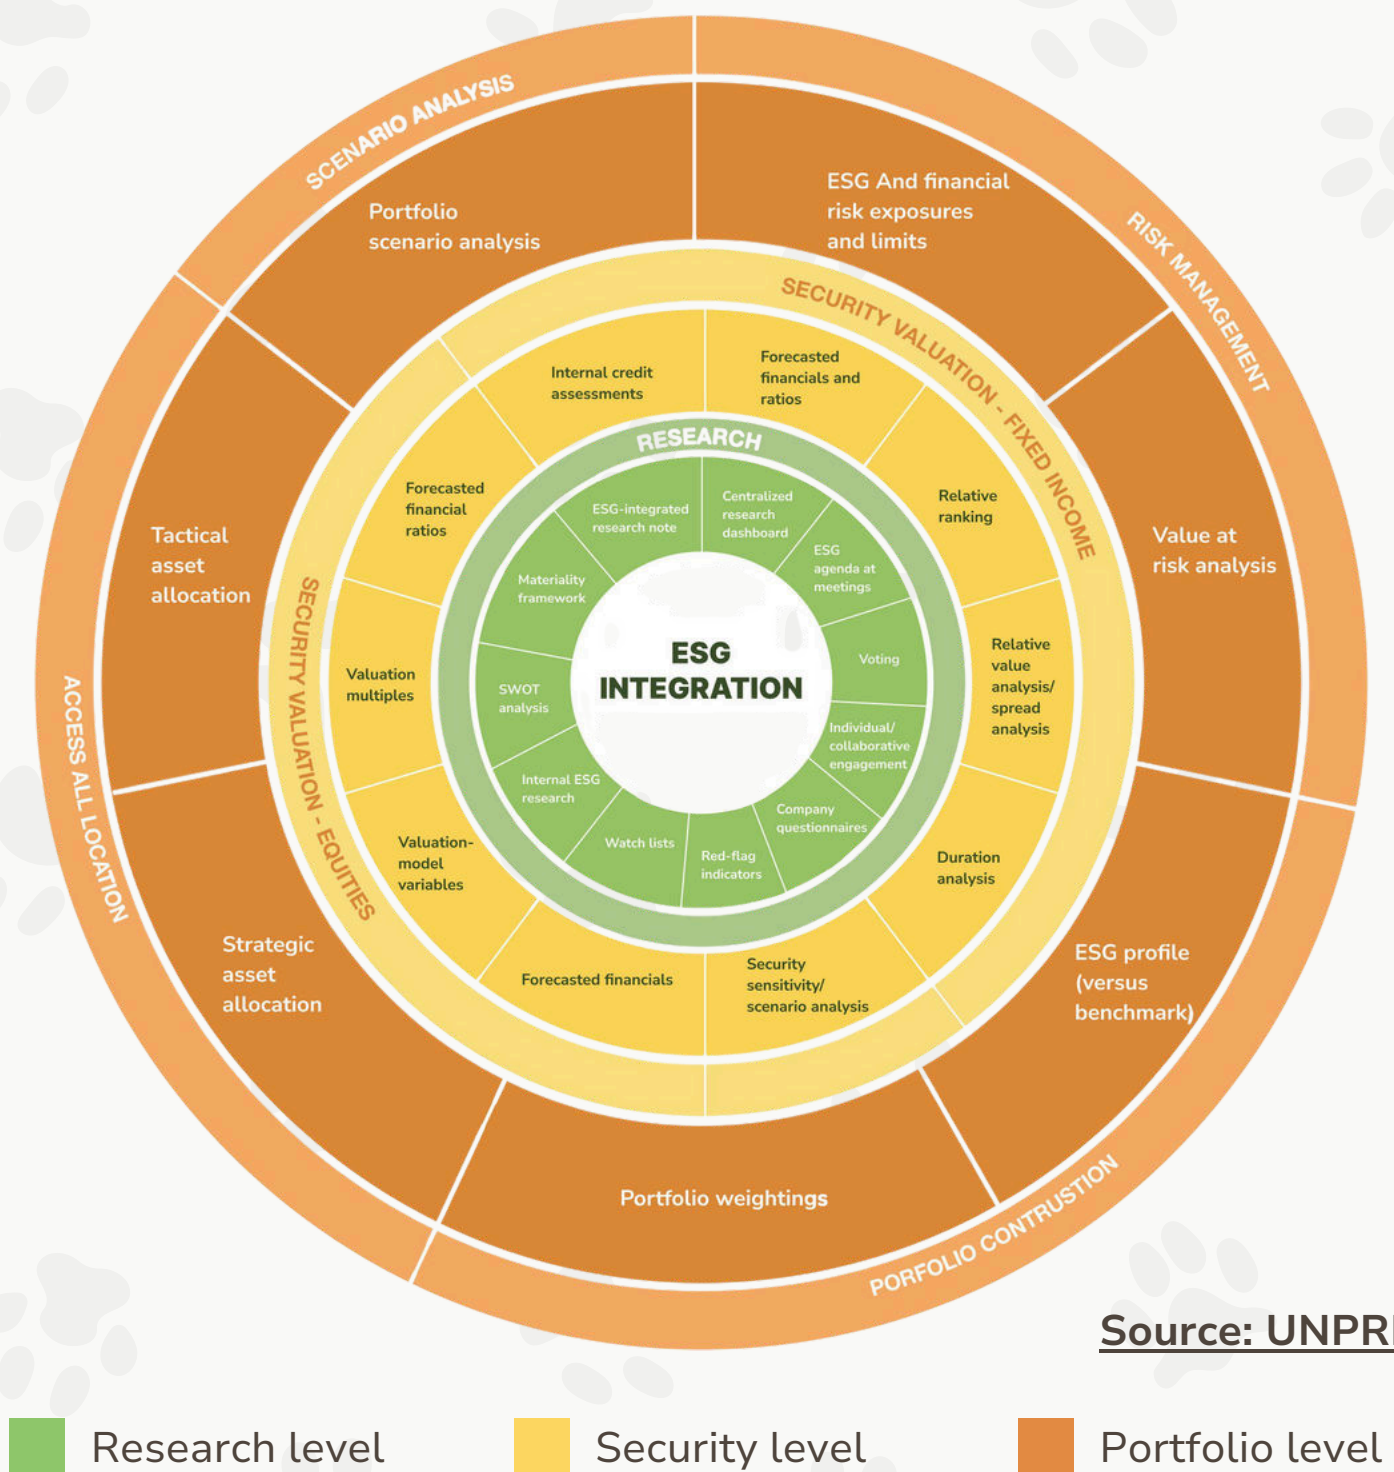 SCENARIO ANALYSIS
RISK MANAGEMENT
ACCESS ALL LOCATION
PORFOLIO CONTRUSTION
Portfolio
scenario analysis
ESG And financial
risk exposures
and limits
Value at
risk analysis
ESG profile
(versus
benchmark)
Portfolio weightings
Strategic
asset
allocation
Tactical
asset
allocation
SECURITY VALUATION - FIXED INCOME
SECURITY VALUATION - EQUITIES
Internal credit
assessments
Forecasted
financials and
ratios
Relative
ranking
Relative
value
analysis/
spread
analysis
Duration
analysis
Security
sensitivity/
scenario analysis
Forecasted financials
Valuation-
model
variables
Valuation
multiples
Forecasted
financial
ratios
RESEARCH
ESG-integrated
research note
Centralized
research
dashboard
ESG
agenda at
meetings
Voting
Individual/
collaborative
engagement
Company
questionnaires
Red-flag
indicators
Watch lists
Internal ESG
research
SWOT
analysis
Materiality
framework
ESG
INTEGRATION
Source: UNPRI
Research level
Security level
Portfolio level